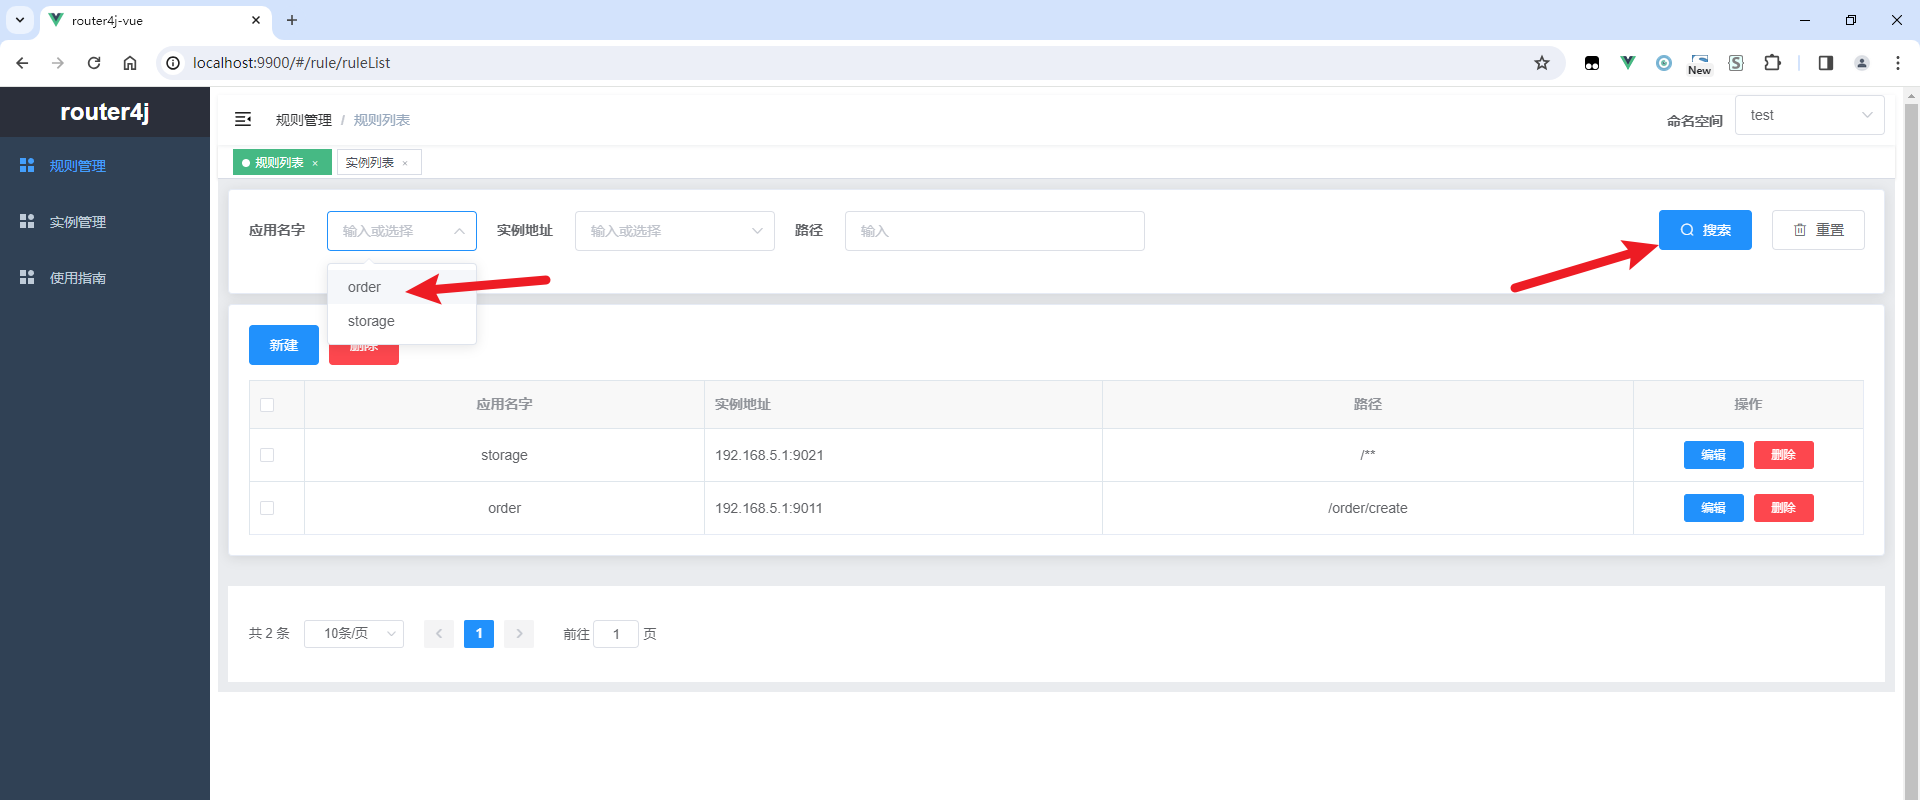 router4j-vue
localhost:9900/#/rule/ruleList
New
router4j
规则管理
实例管理
使用指南
规则管理 / 规则列表
命名空间 test
规则列表 × 实例列表 ×
应用名字 输入或选择 实例地址 输入或选择 路径 输入 搜索 重置
order
storage
新建 删除
应用名字 实例地址 路径 操作
storage 192.168.5.1:9021 /** 编辑 删除
order 192.168.5.1:9011 /order/create 编辑 删除
共 2 条 10条/页 1 前往 1 页